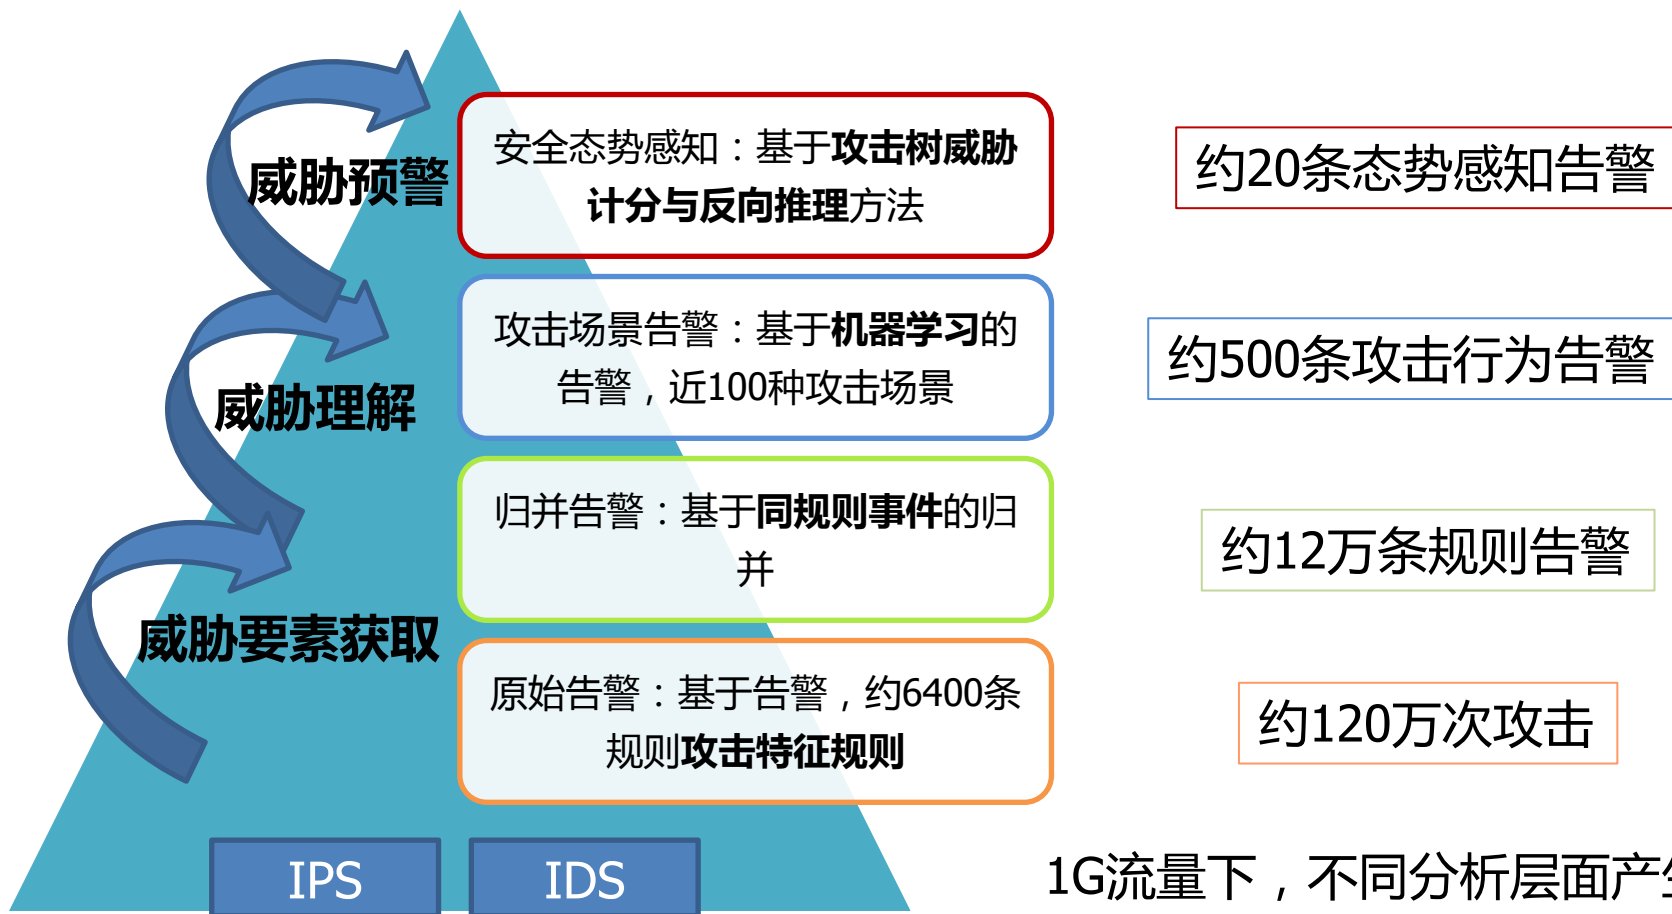 安全态势感知：基于攻击树威胁
计分与反向推理方法
威胁预警
约20条态势感知告警
攻击场景告警：基于机器学习的
告警，近100种攻击场景
威胁理解
约500条攻击行为告警
归并告警：基于同规则事件的归
并
约12万条规则告警
威胁要素获取
原始告警：基于告警，约6400条
规则攻击特征规则
约120万次攻击
IPS
IDS
1G流量下，不同分析层面产